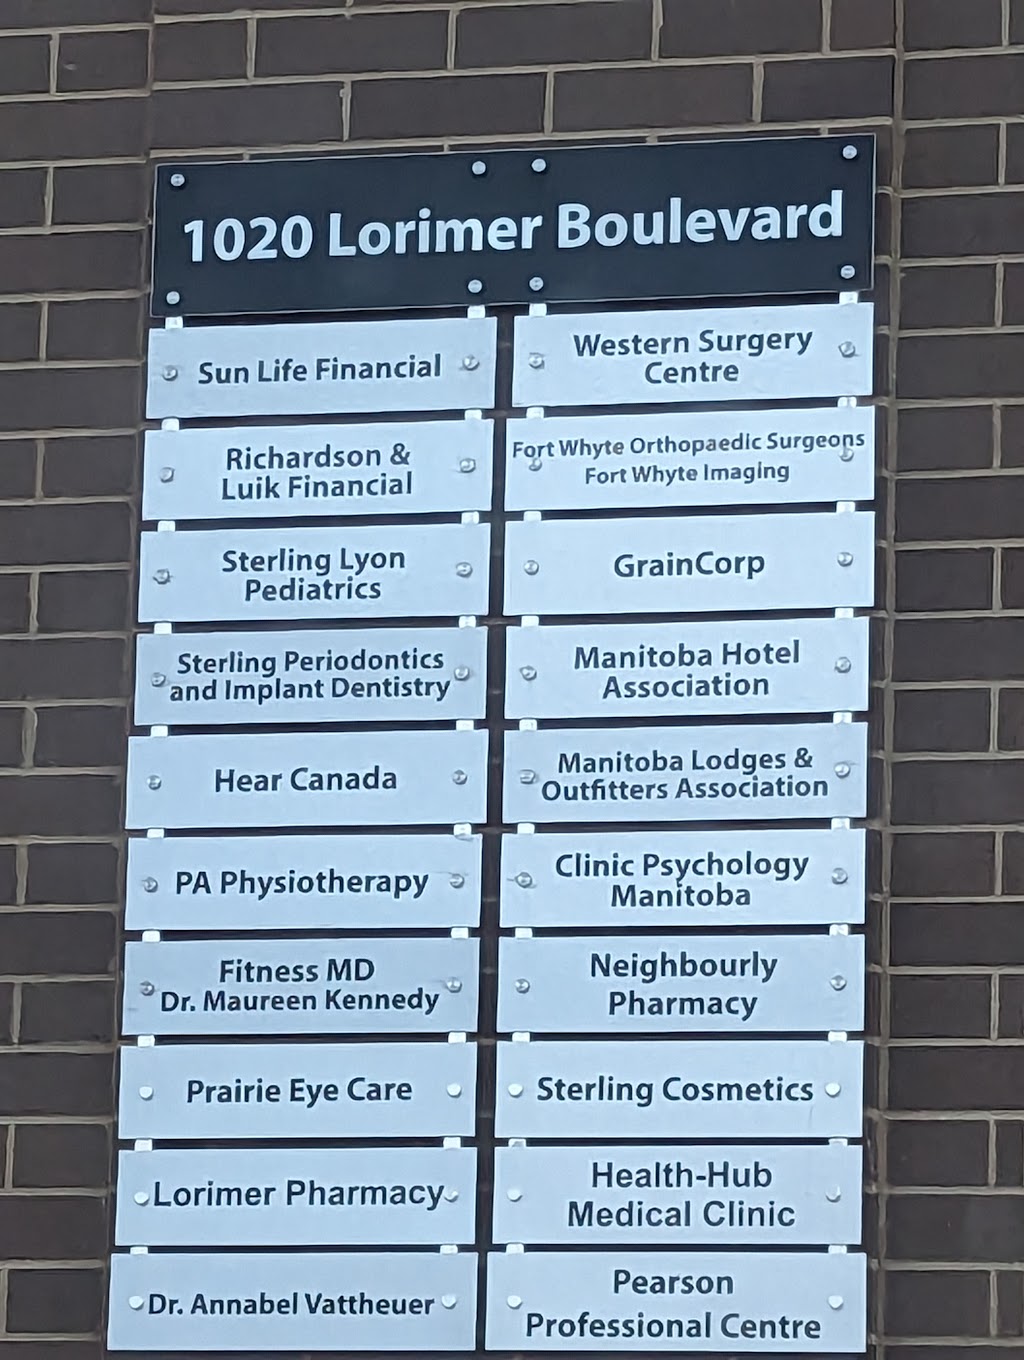 1020 Lorimer Boulevard
Sun Life Financial
Richardson &
Luik Financial
Sterling Lyon
Pediatrics
Sterling Periodontics
and Implant Dentistry
Hear Canada
PA Physiotherapy
Fitness MD
Dr. Maureen Kennedy
Prairie Eye Care
Lorimer Pharmacy
Dr. Annabel Vattheuer
Western Surgery
Centre
Fort Whyte Orthopaedic Surgeons
Fort Whyte Imaging
GrainCorp
Manitoba Hotel
Association
Manitoba Lodges &
Outfitters Association
Clinic Psychology
Manitoba
Neighbourly
Pharmacy
Sterling Cosmetics
Health-Hub
Medical Clinic
Pearson
Professional Centre